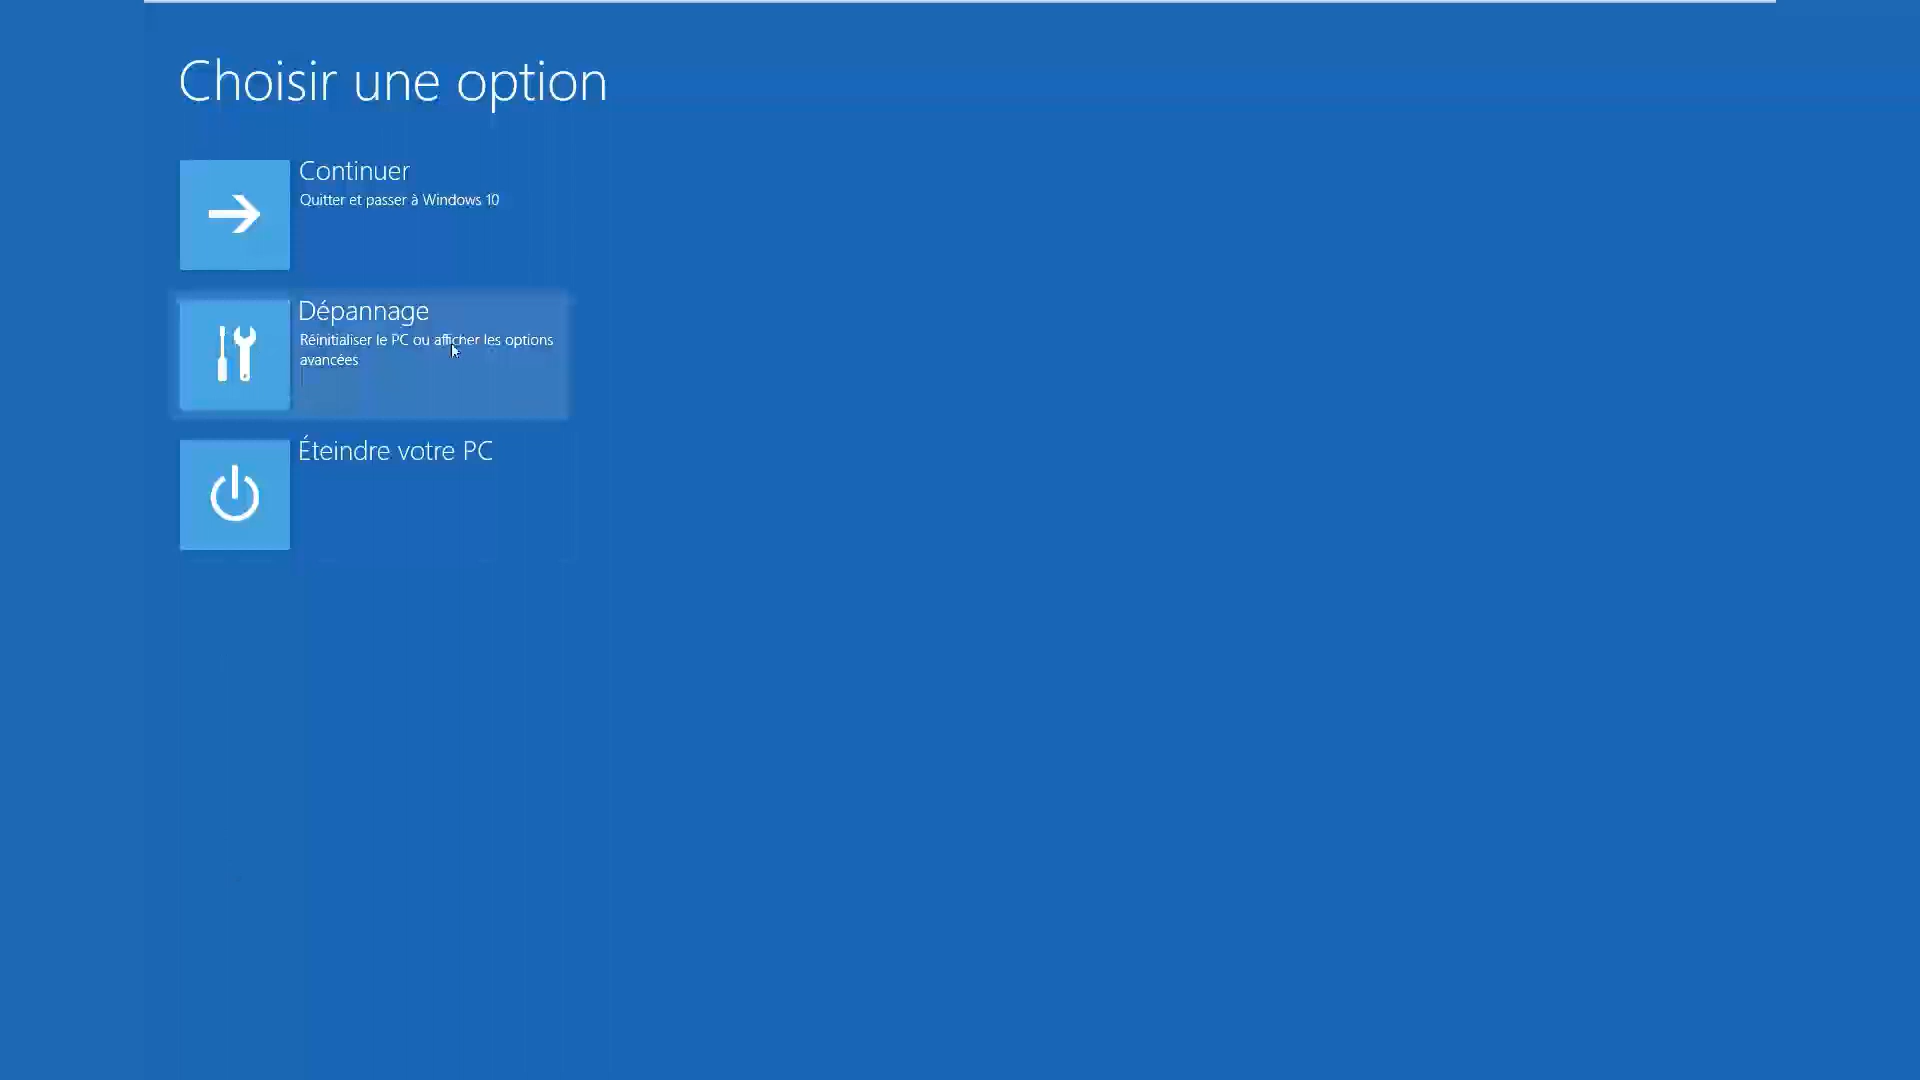 Choisir une option
Continuer
Quitter et passer à Windows 10
Dépannage
Réinitialiser le PC ou afficher les options
avancées
Éteindre votre PC